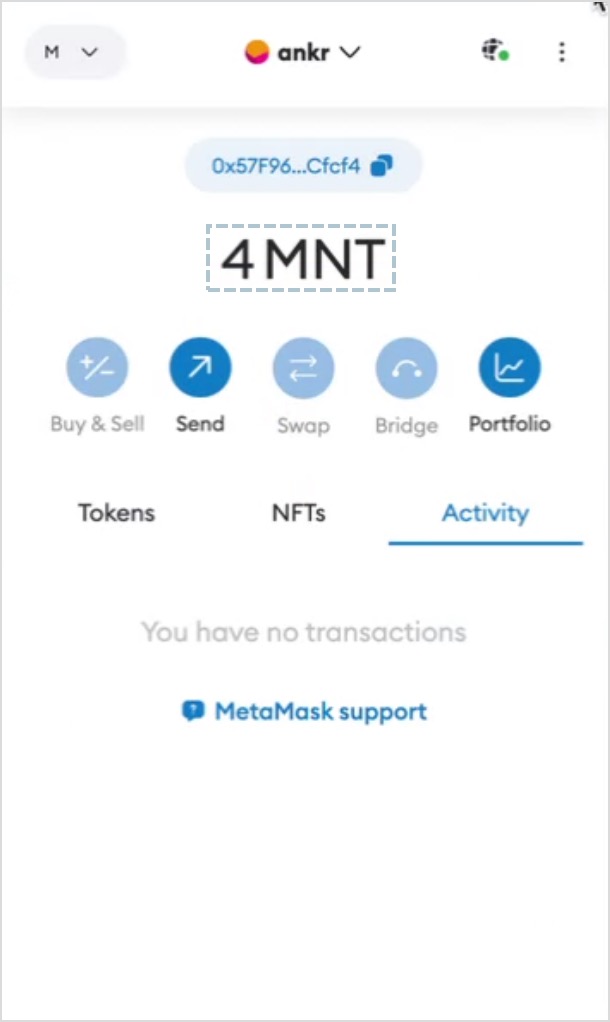 M
ankr
0x57F96...Cfcf4
4 MNT
Buy & Sell
Send
Swap
Bridge
Portfolio
Tokens
NFTs
Activity
You have no transactions
MetaMask support